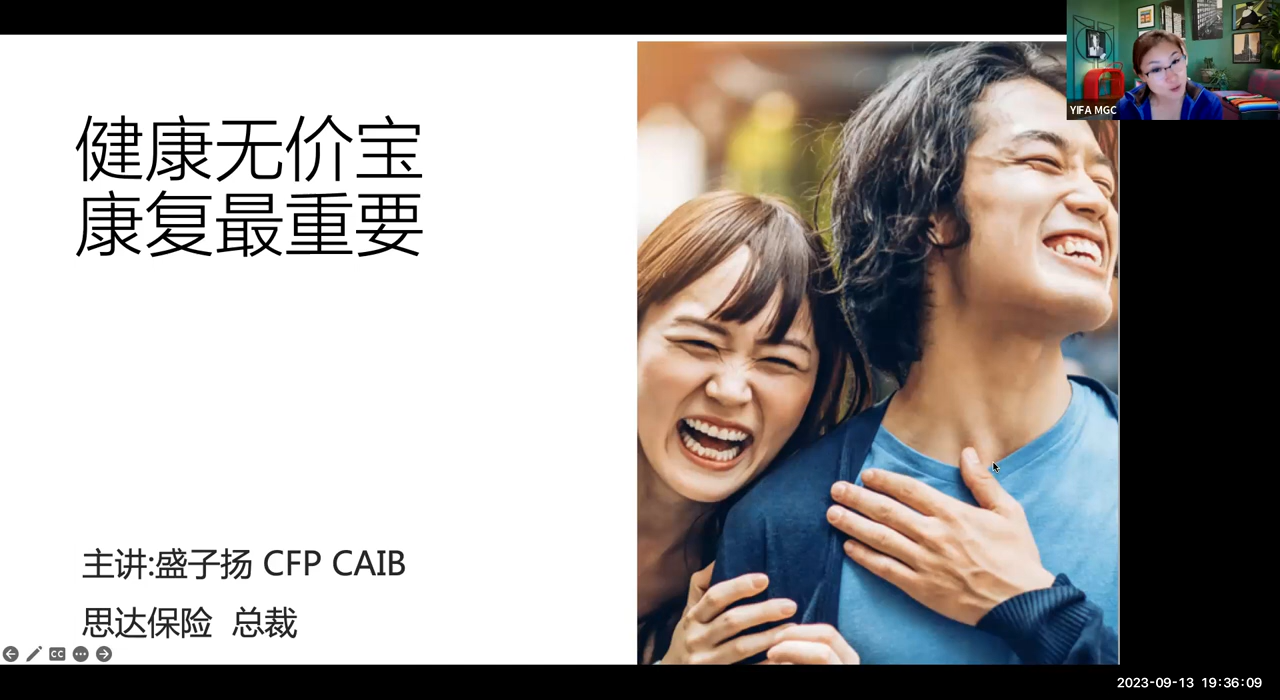 健康无价宝
康复最重要
主讲:盛子扬 CFP CAIB
思达保险 总裁
CC
YIFA MGC
2023-09-13 19:36:09